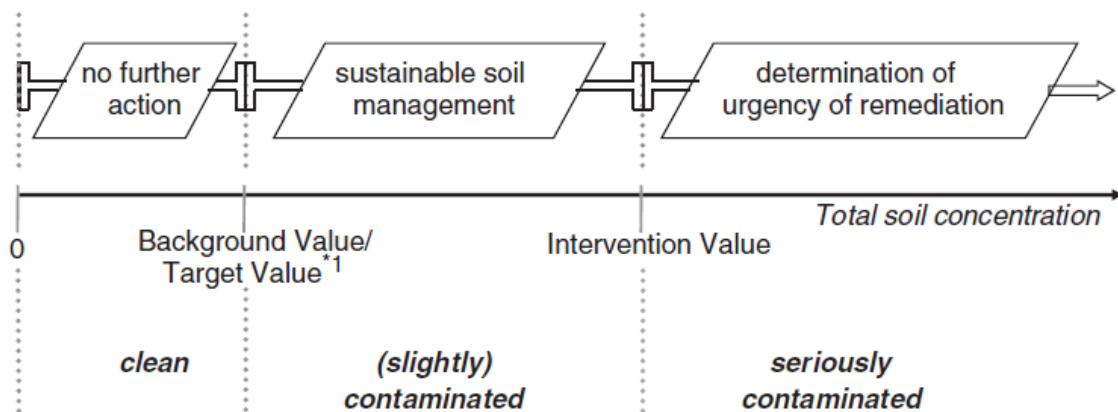 no further
action
sustainable soil
management
determination of
urgency of remediation
Total soil concentration
0
Background Value/
Target Value*1
Intervention Value
clean
(slightly)
contaminated
seriously
contaminated